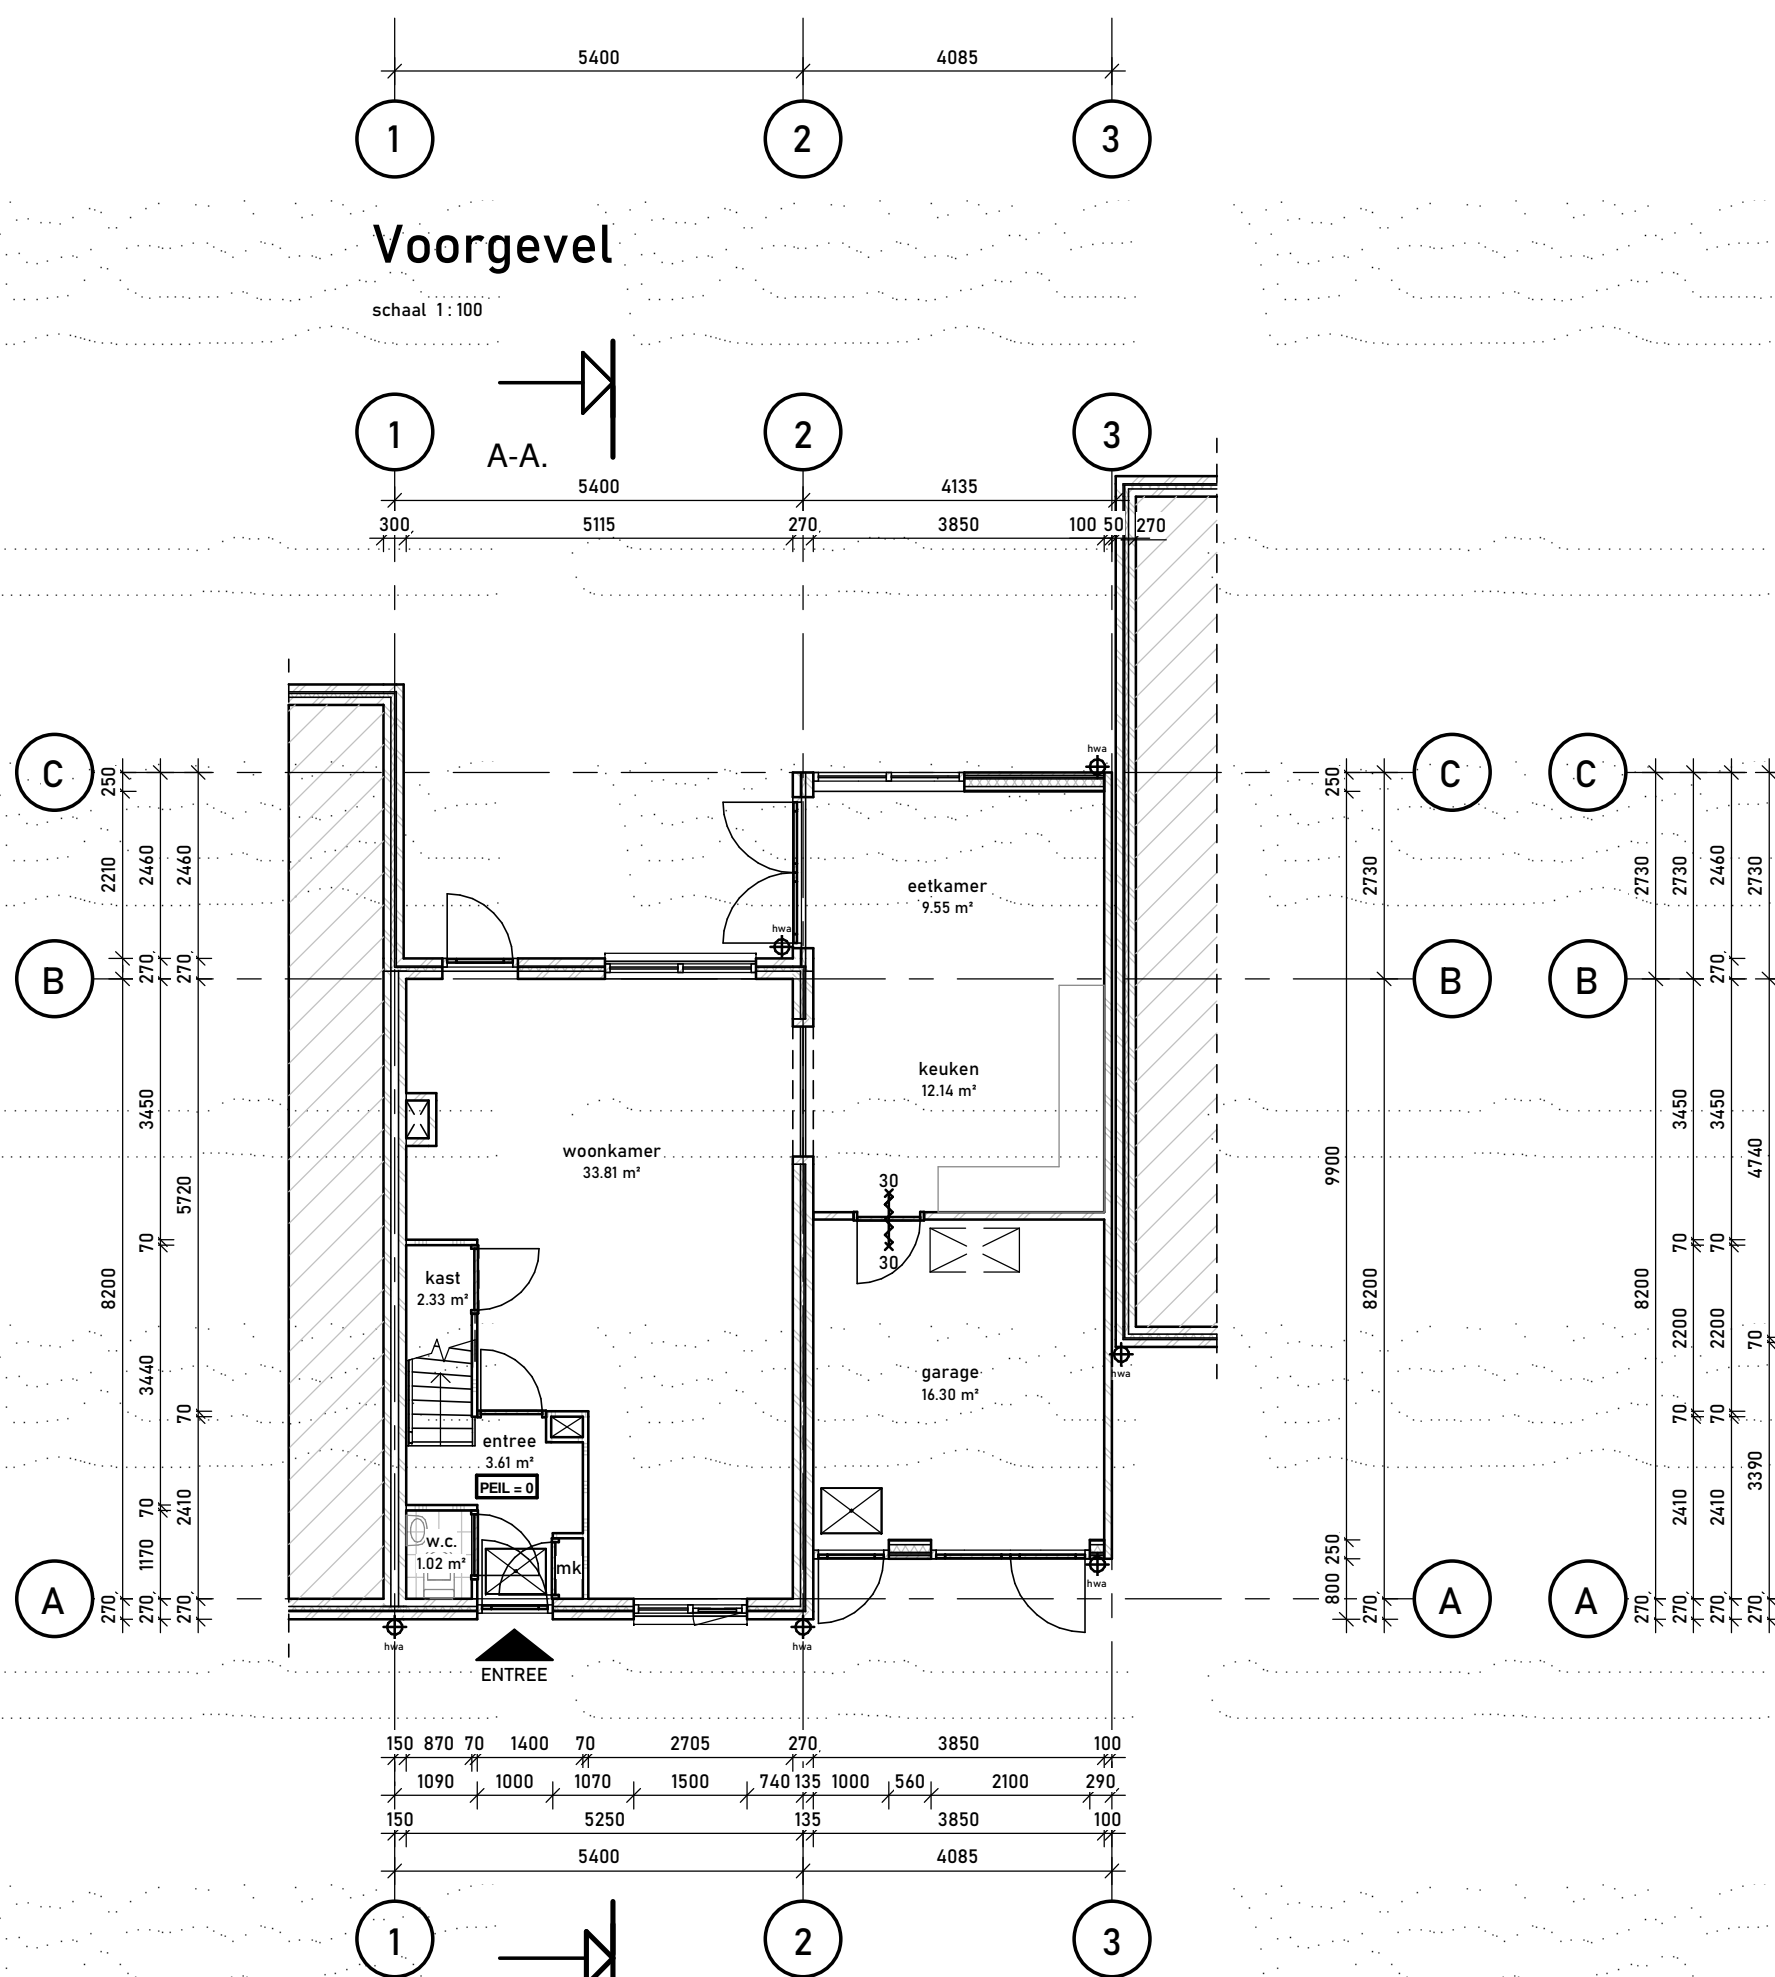 5400 4085
1 2 3
Voorgevel
schaal 1 : 100
1 2 3
A-A.
5400 4135
300 5115 270 3850 100 50 270
hwa
C C C
250 250
2210 2460 2460 2730 2730 2730 2460 2730
eetkamer
9.55 m²
hwa
270 270 270
B B B
keuken
12.14 m²
3450 3450 3450
woonkamer
33.81 m²
9900 4740
30
5720
70 70 70
30
kast
2.33 m²
8200 8200 8200
2200 2200 70
garage
16.30 m²
hwa
3440
70 70 70
entree
3.61 m²
PEIL = 0
70 2410 2410 2410 3390
w.c.
1.02 m²
mk
1170 250
hwa
800
A A A
270 270 270 270 270 270 270 270
hwa hwa
ENTREE
150 870 70 1400 70 2705 270 3850 100
1090 1000 1070 1500 740 135 1000 560 2100 290
150 5250 135 3850 100
5400 4085
1 2 3